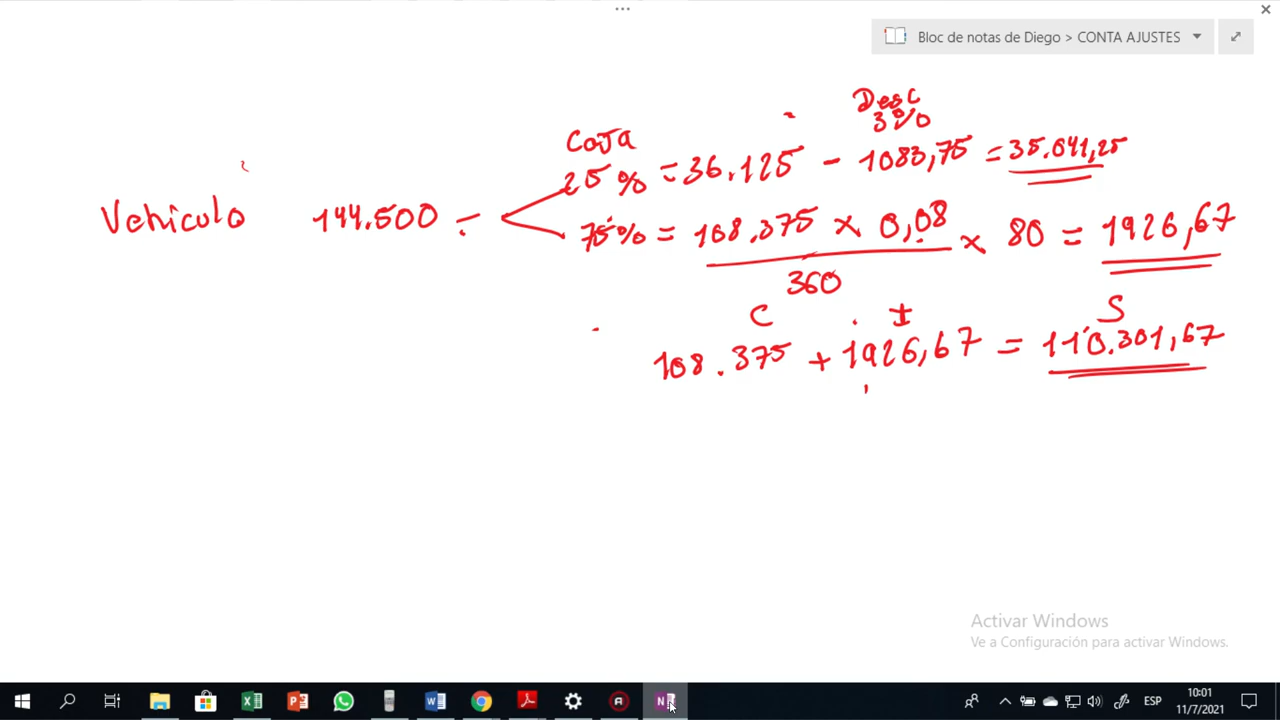 Bloc de notas de Diego > CONTA AJUSTES
Desc
3%
Caja
25% = 36.125 - 1083,75 = 35.041,25
Vehiculo 144.500 ÷
75% = 108.375 x 0,08 x 80 = 1926,67
360
C I S
108.375 + 1926,67 = 110.301,67
Activar Windows
Ve a Configuración para activar Windows.
ESP
10:01
11/7/2021